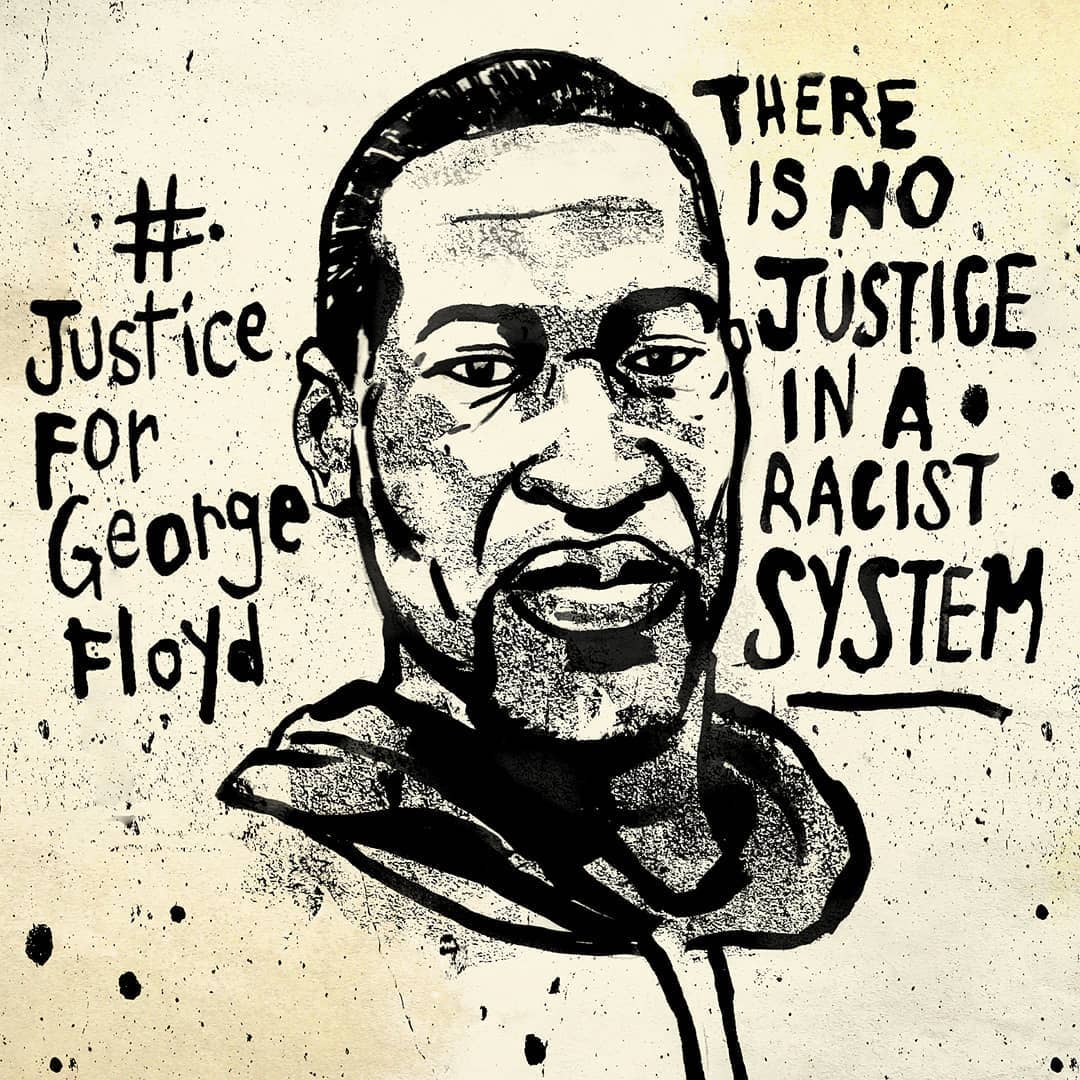 #
Justice
For
George
Floyd
THERE
IS NO
JUSTICE
IN A
RACIST
SYSTEM